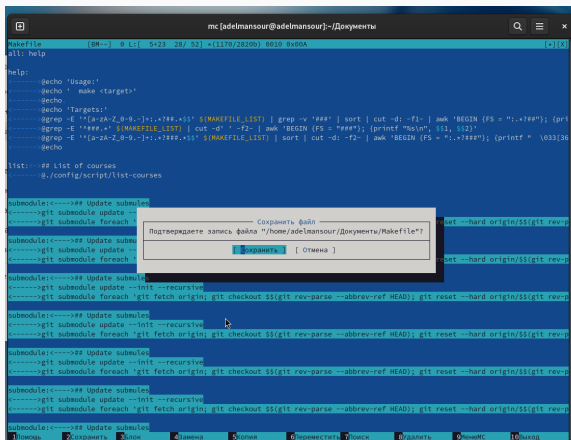 mc [adelmansour@adelmansour]:~/Документы
Makefile [BM--] 0 L:[ 5+23 28/ 52] *(1170/2820b) 0010 0x00A [*][X]
all: help
help:
<------>@echo 'Usage:'
<------>@echo ' make <target>'
<------>@echo
<------>@echo 'Targets:'
<------>@grep -E '^[a-zA-Z_0-9.-]+:.*?##.*$$' $(MAKEFILE_LIST) | grep -v '###' | sort | cut -d: -f1- | awk 'BEGIN {FS = ":.*?##"}; {pri
<------>@grep -E '^###.*' $(MAKEFILE_LIST) | cut -d' ' -f2- | awk 'BEGIN {FS = "###"}; {printf "%s\n", $$1, $$2}'
<------>@grep -E '^[a-zA-Z_0-9.-]+:.*?###.*$$' $(MAKEFILE_LIST) | sort | cut -d: -f1- | awk 'BEGIN {FS = ":.*?###"}; {printf " \033[36
<------>@echo
list:<-->## List of courses
<------>@./config/script/list-courses
submodule:<---->## Update submules
<------>git submodule update --
<------>git submodule foreach ' reset --hard origin/$$(git rev-p
Сохранить файл
Подтверждаете запись файла "/home/adelmansour/Документы/Makefile"?
[ Сохранить ] [ Отмена ]
submodule:<---->## Update submu
<------>git submodule update --
<------>git submodule foreach ' reset --hard origin/$$(git rev-p
submodule:<---->## Update submules
<------>git submodule update --init --recursive
<------>git submodule foreach 'git fetch origin; git checkout $$(git rev-parse --abbrev-ref HEAD); git reset --hard origin/$$(git rev-p
submodule:<---->## Update submules
<------>git submodule update --init --recursive
<------>git submodule foreach 'git fetch origin; git checkout $$(git rev-parse --abbrev-ref HEAD); git reset --hard origin/$$(git rev-p
submodule:<---->## Update submules
<------>git submodule update --init --recursive
<------>git submodule foreach 'git fetch origin; git checkout $$(git rev-parse --abbrev-ref HEAD); git reset --hard origin/$$(git rev-p
submodule:<---->## Update submules
<------>git submodule update --init --recursive
<------>git submodule foreach 'git fetch origin; git checkout $$(git rev-parse --abbrev-ref HEAD); git reset --hard origin/$$(git rev-p
submodule:<---->## Update submules
1Помощь 2Сохранить 3Блок 4Замена 5Копия 6Переместить 7Поиск 8Удалить 9МенюMC 10Выход